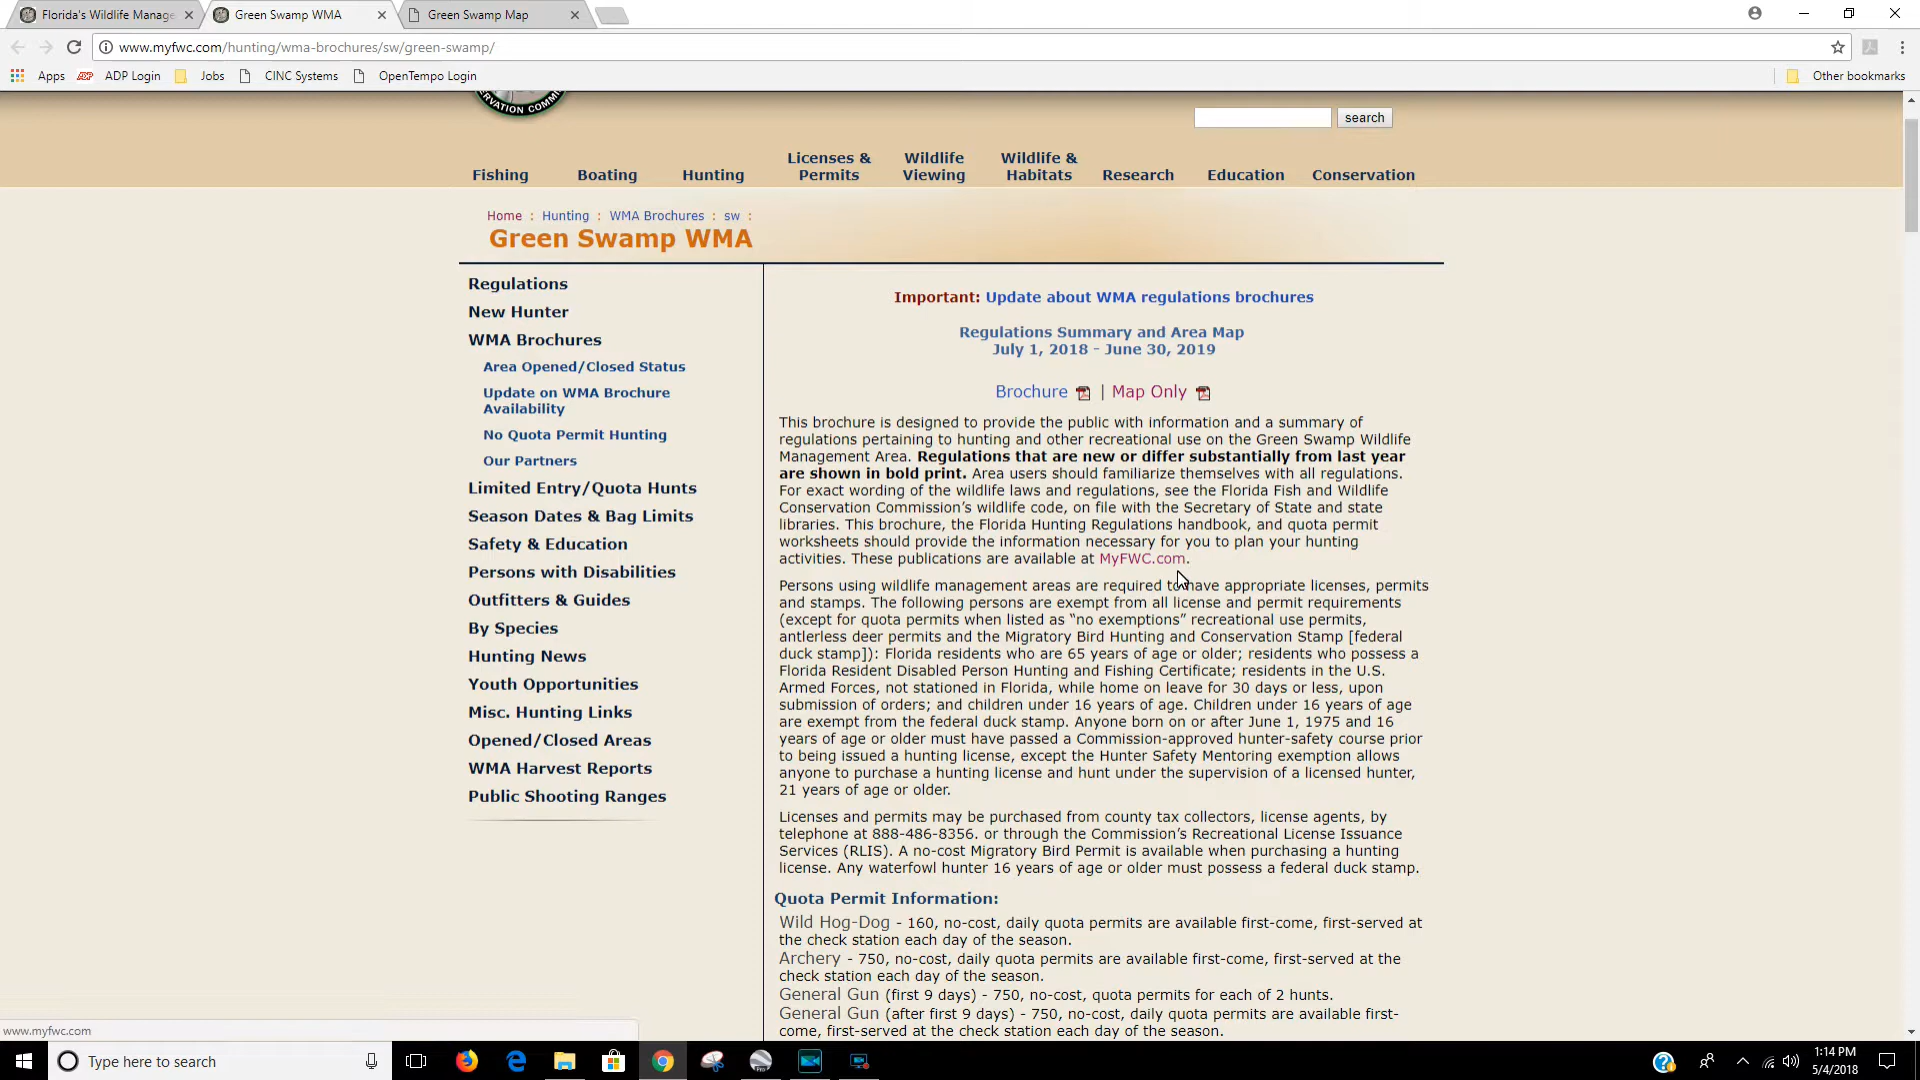 Florida's Wildlife Manage
Green Swamp WMA
Green Swamp Map
www.myfwc.com/hunting/wma-brochures/sw/green-swamp/
Apps
ADP Login
Jobs
CINC Systems
OpenTempo Login
Other bookmarks
RVATION COMM
search
Fishing
Boating
Hunting
Licenses &
Permits
Wildlife
Viewing
Wildlife &
Habitats
Research
Education
Conservation
Home : Hunting : WMA Brochures : sw :
Green Swamp WMA
Regulations
New Hunter
WMA Brochures
Area Opened/Closed Status
Update on WMA Brochure
Availability
No Quota Permit Hunting
Our Partners
Limited Entry/Quota Hunts
Season Dates & Bag Limits
Safety & Education
Persons with Disabilities
Outfitters & Guides
By Species
Hunting News
Youth Opportunities
Misc. Hunting Links
Opened/Closed Areas
WMA Harvest Reports
Public Shooting Ranges
Important: Update about WMA regulations brochures
Regulations Summary and Area Map
July 1, 2018 - June 30, 2019
Brochure | Map Only
This brochure is designed to provide the public with information and a summary of
regulations pertaining to hunting and other recreational use on the Green Swamp Wildlife
Management Area. Regulations that are new or differ substantially from last year
are shown in bold print. Area users should familiarize themselves with all regulations.
For exact wording of the wildlife laws and regulations, see the Florida Fish and Wildlife
Conservation Commission’s wildlife code, on file with the Secretary of State and state
libraries. This brochure, the Florida Hunting Regulations handbook, and quota permit
worksheets should provide the information necessary for you to plan your hunting
activities. These publications are available at MyFWC.com.
Persons using wildlife management areas are required to have appropriate licenses, permits
and stamps. The following persons are exempt from all license and permit requirements
(except for quota permits when listed as “no exemptions” recreational use permits,
antlerless deer permits and the Migratory Bird Hunting and Conservation Stamp [federal
duck stamp]): Florida residents who are 65 years of age or older; residents who possess a
Florida Resident Disabled Person Hunting and Fishing Certificate; residents in the U.S.
Armed Forces, not stationed in Florida, while home on leave for 30 days or less, upon
submission of orders; and children under 16 years of age. Children under 16 years of age
are exempt from the federal duck stamp. Anyone born on or after June 1, 1975 and 16
years of age or older must have passed a Commission-approved hunter-safety course prior
to being issued a hunting license, except the Hunter Safety Mentoring exemption allows
anyone to purchase a hunting license and hunt under the supervision of a licensed hunter,
21 years of age or older.
Licenses and permits may be purchased from county tax collectors, license agents, by
telephone at 888-486-8356. or through the Commission’s Recreational License Issuance
Services (RLIS). A no-cost Migratory Bird Permit is available when purchasing a hunting
license. Any waterfowl hunter 16 years of age or older must possess a federal duck stamp.
Quota Permit Information:
Wild Hog-Dog - 160, no-cost, daily quota permits are available first-come, first-served at
the check station each day of the season.
Archery - 750, no-cost, daily quota permits are available first-come, first-served at the
check station each day of the season.
General Gun (first 9 days) - 750, no-cost, quota permits for each of 2 hunts.
General Gun (after first 9 days) - 750, no-cost, daily quota permits are available first-
come, first-served at the check station each day of the season.
www.myfwc.com
Type here to search
1:14 PM
5/4/2018